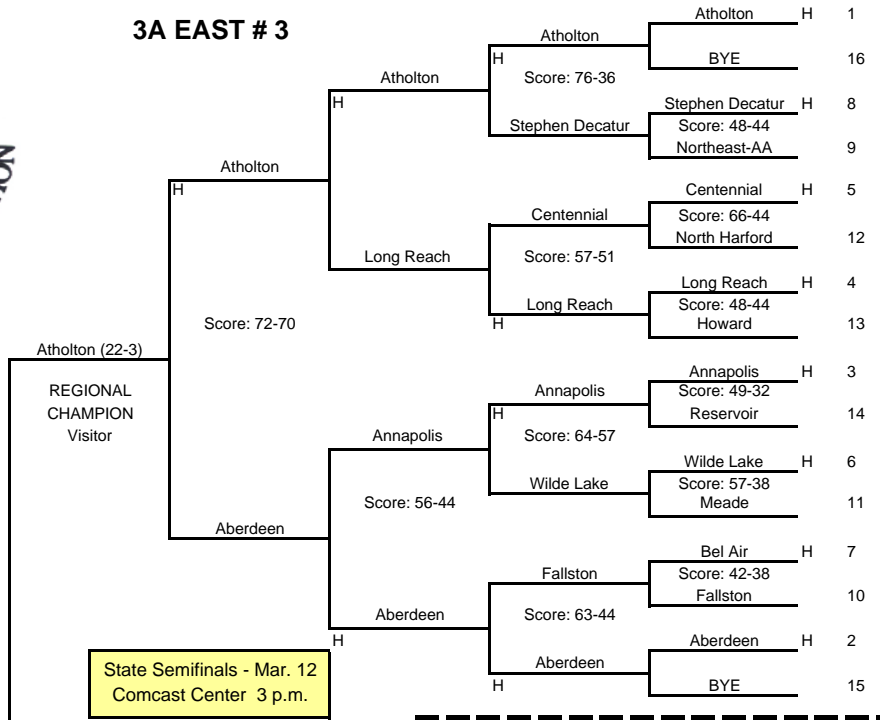 3A EAST # 3
Atholton H 1
Atholton
H
BYE 16
Score: 76-36
Atholton
H
Stephen Decatur H 8
Stephen Decatur
Score: 48-44
Northeast-AA 9
Atholton
H
Centennial H 5
Centennial
Score: 66-44
North Harford 12
Long Reach
Score: 57-51
Long Reach H 4
Long Reach
H
Score: 48-44
Howard 13
Score: 72-70
Atholton (22-3)
REGIONAL
CHAMPION
Visitor
Annapolis H 3
Annapolis
H
Score: 49-32
Reservoir 14
Annapolis
Score: 64-57
Wilde Lake H 6
Wilde Lake
Score: 57-38
Meade 11
Score: 56-44
Aberdeen
Bel Air H 7
Fallston
Score: 42-38
Fallston 10
Aberdeen
H
Score: 63-44
Aberdeen H 2
Aberdeen
H
BYE 15
State Semifinals - Mar. 12
Comcast Center 3 p.m.